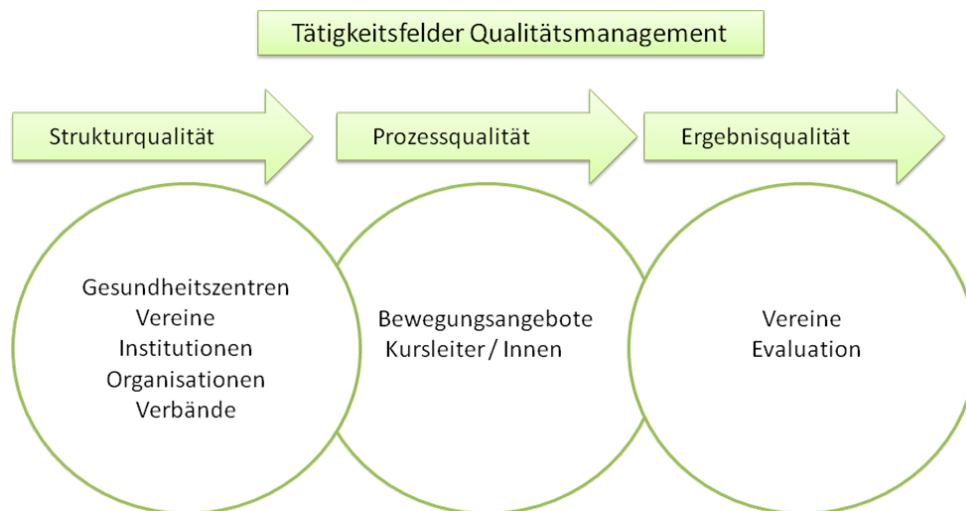 Tätigkeitsfelder Qualitätsmanagement
Strukturqualität
Prozessqualität
Ergebnisqualität
Gesundheitszentren
Vereine
Institutionen
Organisationen
Verbände
Bewegungsangebote
Kursleiter / Innen
Vereine
Evaluation